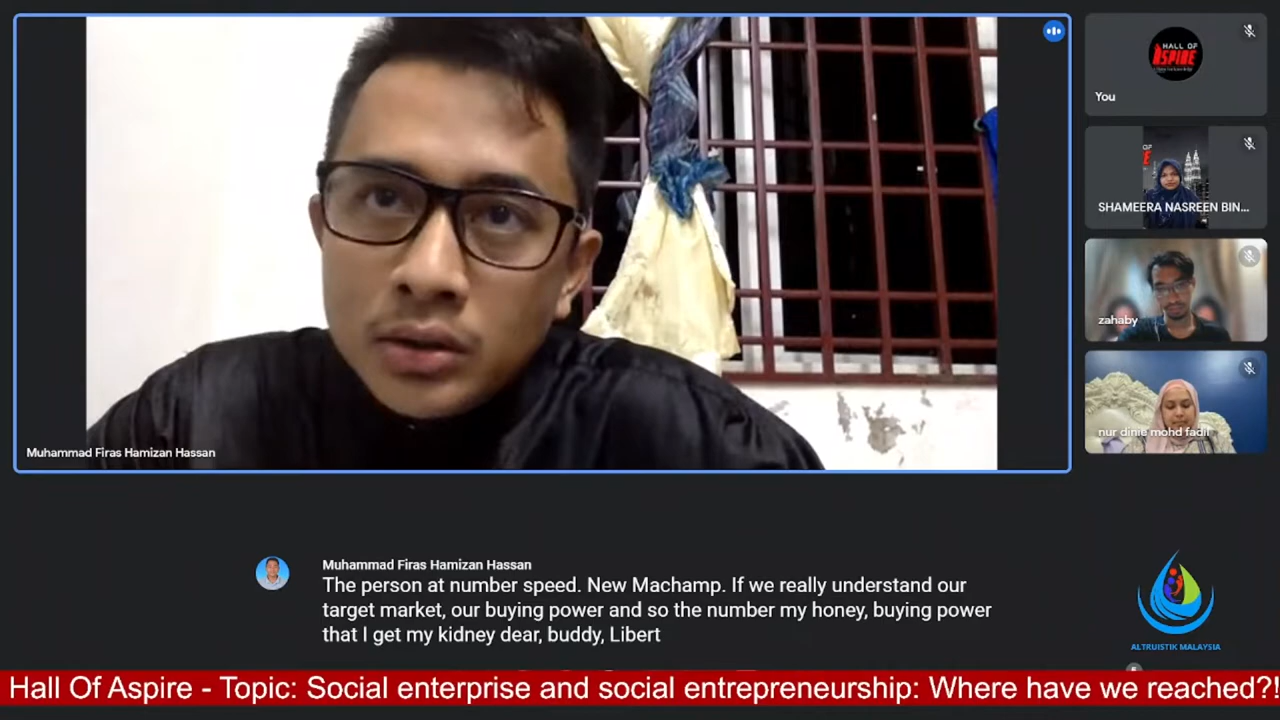 HALL OF
ASPIRE
You
SHAMEERA NASREEN BIN...
zahaby
nur dinie mohd fadil
Muhammad Firas Hamizan Hassan
Muhammad Firas Hamizan Hassan
The person at number speed. New Machamp. If we really understand our
target market, our buying power and so the number my honey, buying power
that I get my kidney dear, buddy, Libert
ALTRUISTIK MALAYSIA
Hall Of Aspire - Topic: Social enterprise and social entrepreneurship: Where have we reached?!